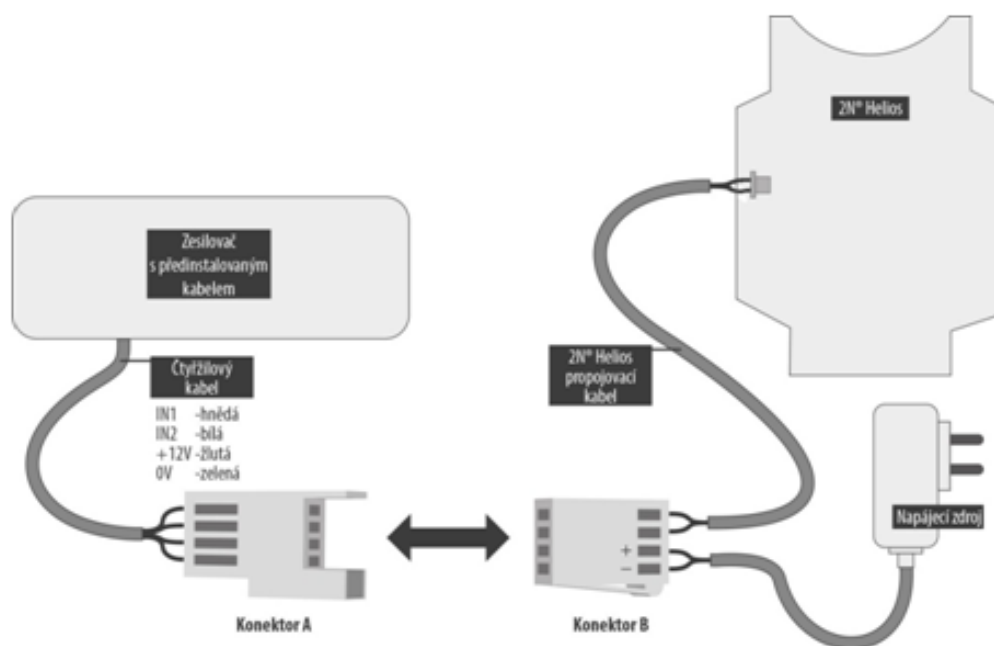 2N® Helios
Zesilovač
s předinstalovaným
kabelem
Čtyřžilový
kabel
IN1 -hnědá
IN2 -bílá
+12V -žlutá
0V -zelená
2N® Helios
propojovací
kabel
Napájecí zdroj
+
−
Konektor A
Konektor B